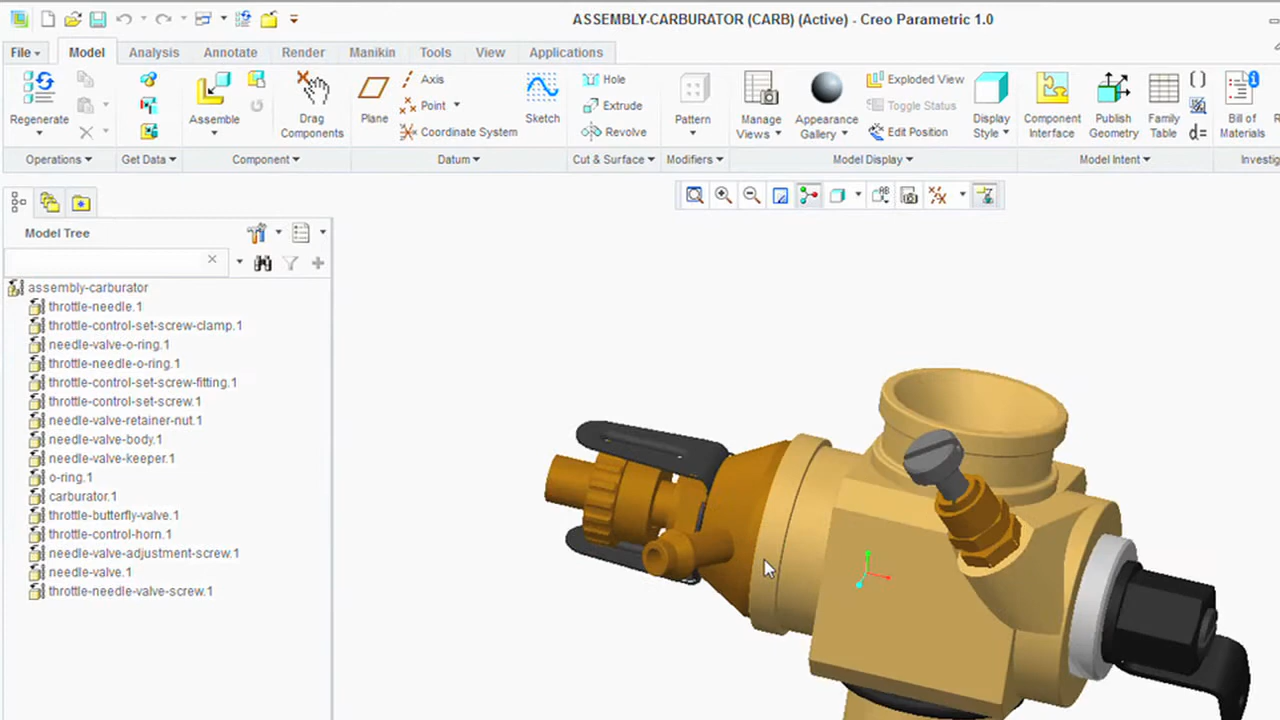 ASSEMBLY-CARBURATOR (CARB) (Active) - Creo Parametric 1.0
File Model Analysis Annotate Render Manikin Tools View Applications
Regenerate
Assemble
Drag
Components
Plane
Axis
Point
Coordinate System
Sketch
Hole
Extrude
Revolve
Pattern
Manage
Views
Appearance
Gallery
Exploded View
Toggle Status
Edit Position
Display
Style
Component
Interface
Publish
Geometry
Family
Table
d=
Bill of
Materials
Operations Get Data Component Datum Cut & Surface Modifiers Model Display Model Intent Investi
Model Tree
assembly-carburator
throttle-needle.1
throttle-control-set-screw-clamp.1
needle-valve-o-ring.1
throttle-needle-o-ring.1
throttle-control-set-screw-fitting.1
throttle-control-set-screw.1
needle-valve-retainer-nut.1
needle-valve-body.1
needle-valve-keeper.1
o-ring.1
carburator.1
throttle-butterfly-valve.1
throttle-control-horn.1
needle-valve-adjustment-screw.1
needle-valve.1
throttle-needle-valve-screw.1